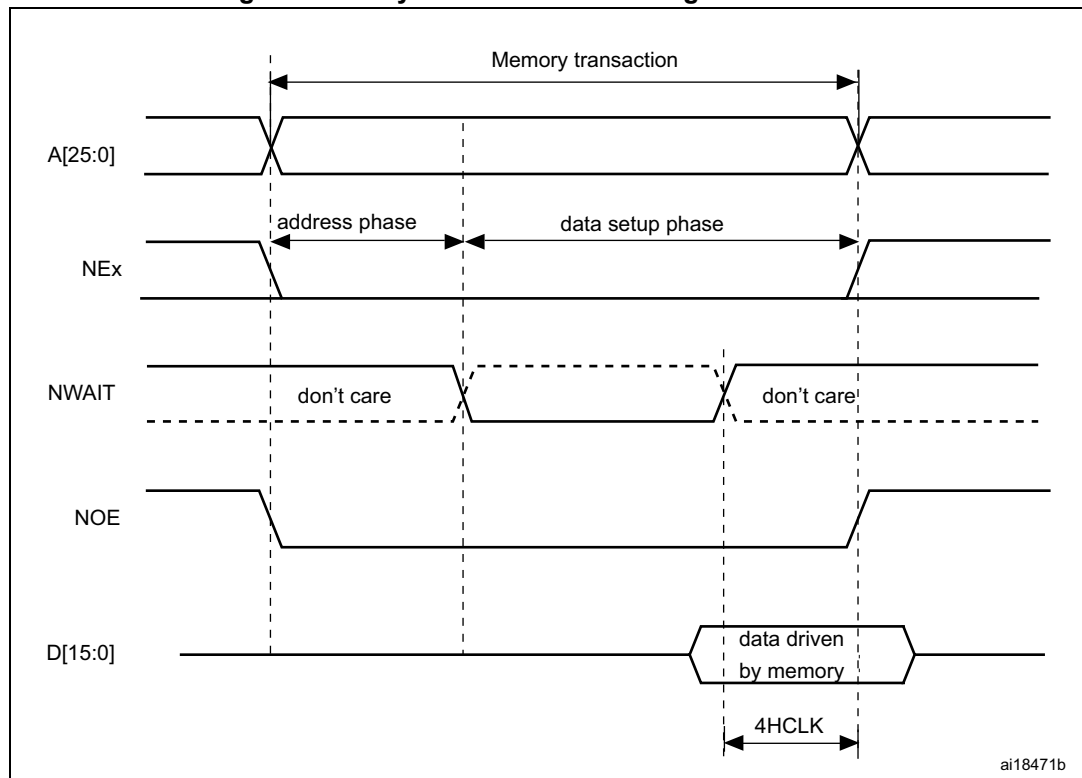 Memory transaction
A[25:0]
address phase
data setup phase
NEx
NWAIT
don't care
don't care
NOE
D[15:0]
data driven
by memory
4HCLK
ai18471b